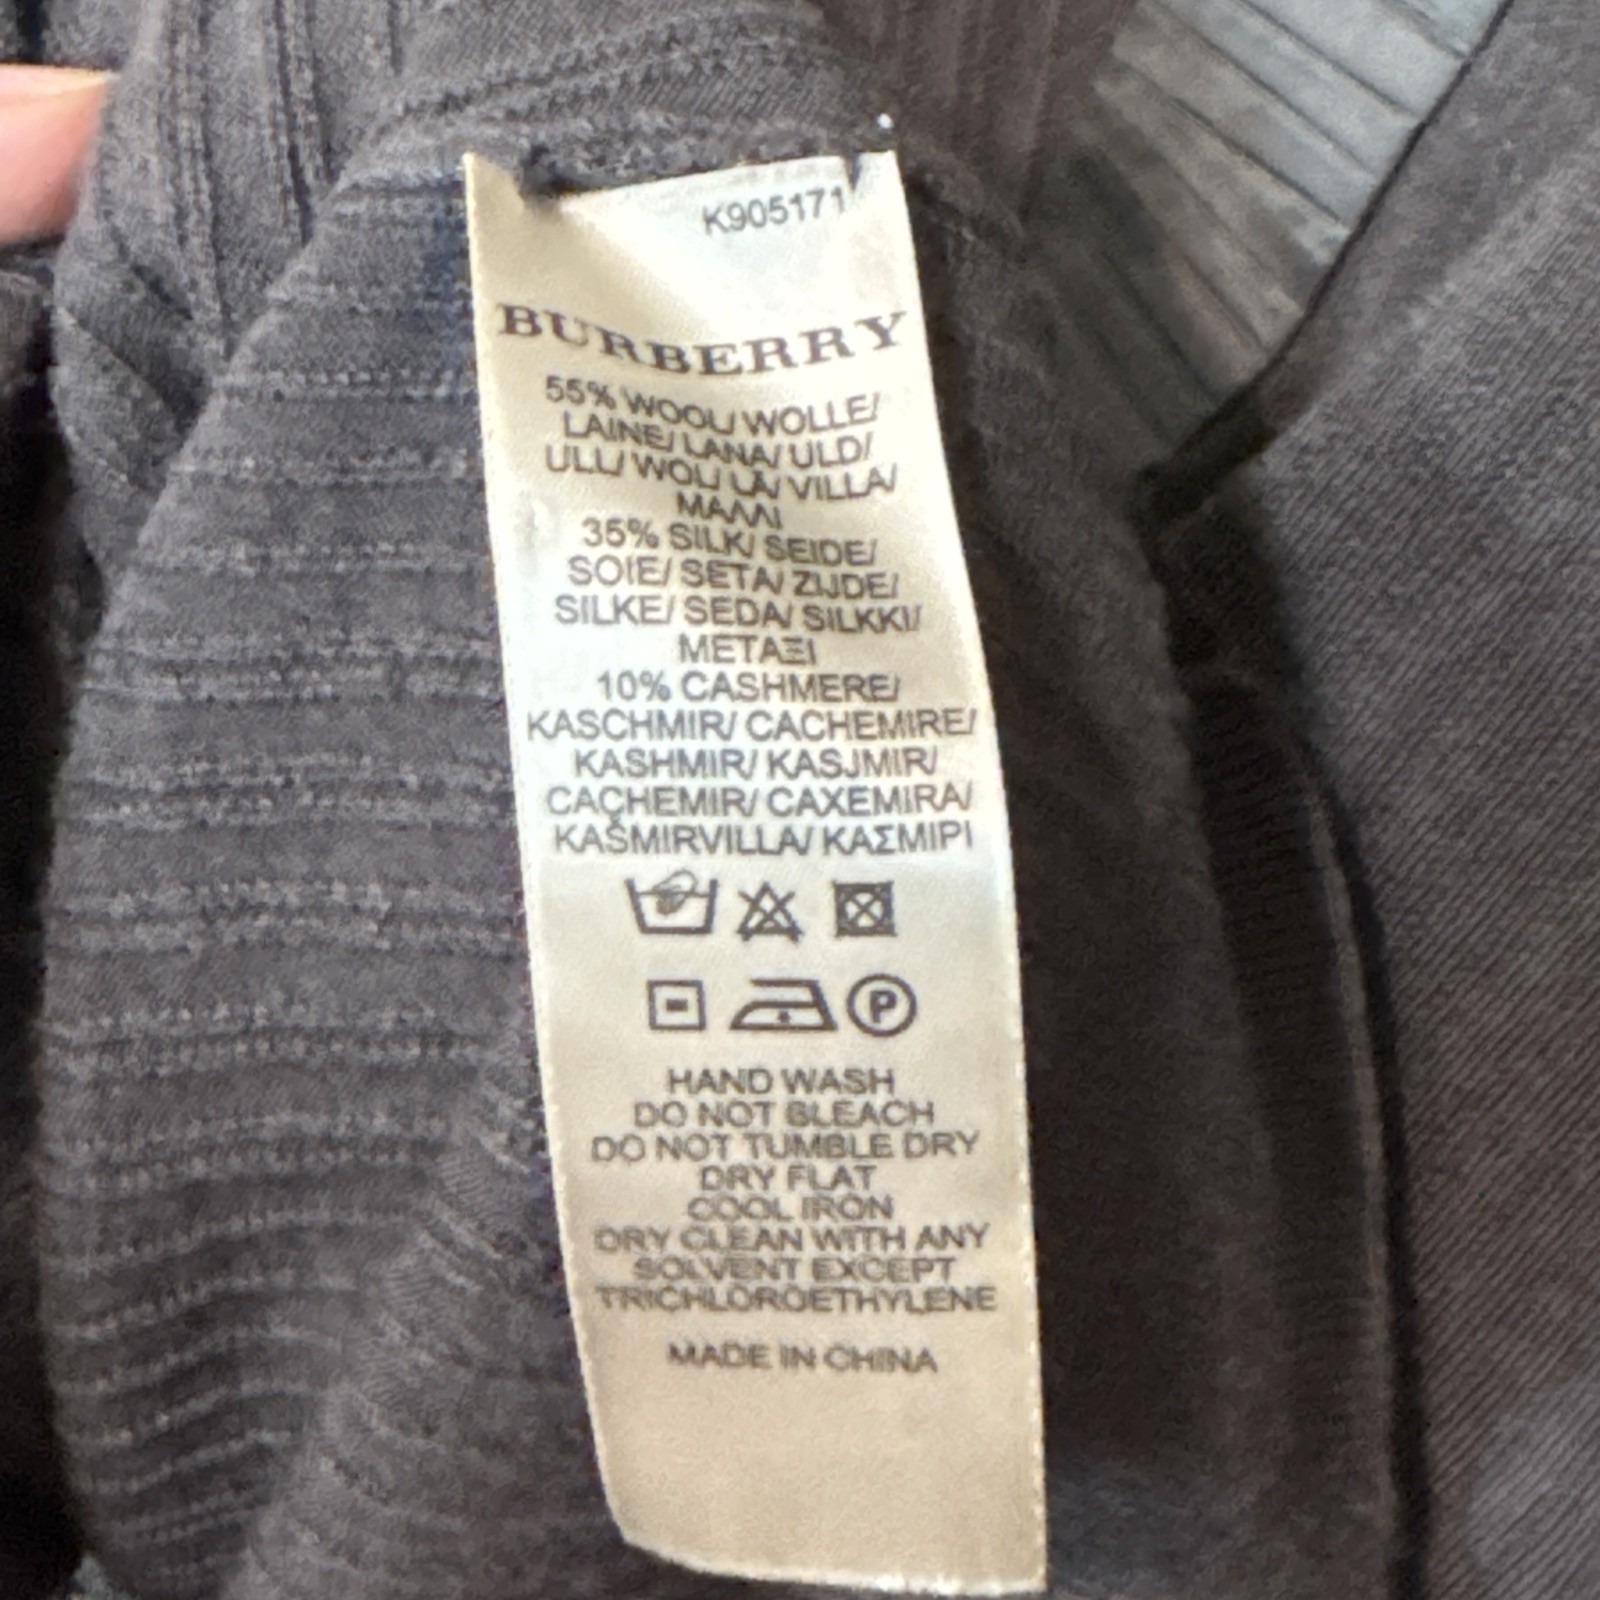 K905171
BURBERRY
55% WOOL/ WOLLE/
LAINE/ LANA/ ULD/
ULL/ WOL/ LÃ/ VILLA/
ΜΑΛΛΙ
35% SILK/ SEIDE/
SOIE/ SETA/ ZIJDE/
SILKE/ SEDA/ SILKKI/
ΜΕΤΑΞΙ
10% CASHMERE/
KASCHMIR/ CACHEMIRE/
KASHMIR/ KASJMIR/
CAÇHEMIR/ CAXEMIRA/
KAŠMIRVILLA/ ΚΑΣΜΙΡΙ
P
HAND WASH
DO NOT BLEACH
DO NOT TUMBLE DRY
DRY FLAT
COOL IRON
DRY CLEAN WITH ANY
SOLVENT EXCEPT
TRICHLOROETHYLENE
MADE IN CHINA